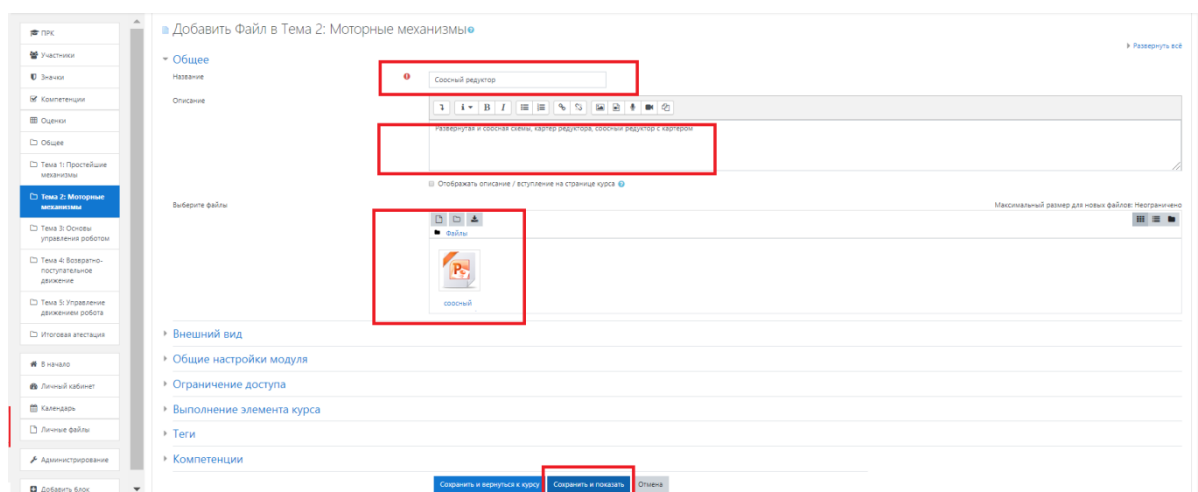 ПРК
Участники
Значки
Компетенции
Оценки
Общее
Тема 1: Простейшие
механизмы
Тема 2: Моторные
механизмы
Тема 3: Основы
управления роботом
Тема 4: Возвратно-
поступательное
движение
Тема 5: Управление
движением робота
Итоговая атестация
В начало
Личный кабинет
Календарь
Личные файлы
Администрирование
Добавить блок
Добавить Файл в Тема 2: Моторные механизмы
Развернуть всё
Общее
Название
Соосный редуктор
Описание
Развернутая и соосная схемы, картер редуктора, соосный редуктор с картером
Отображать описание / вступление на странице курса
Выберите файлы
Максимальный размер для новых файлов: Неограничено
Файлы
соосный
Внешний вид
Общие настройки модуля
Ограничение доступа
Выполнение элемента курса
Теги
Компетенции
Сохранить и вернуться к курсу Сохранить и показать Отмена